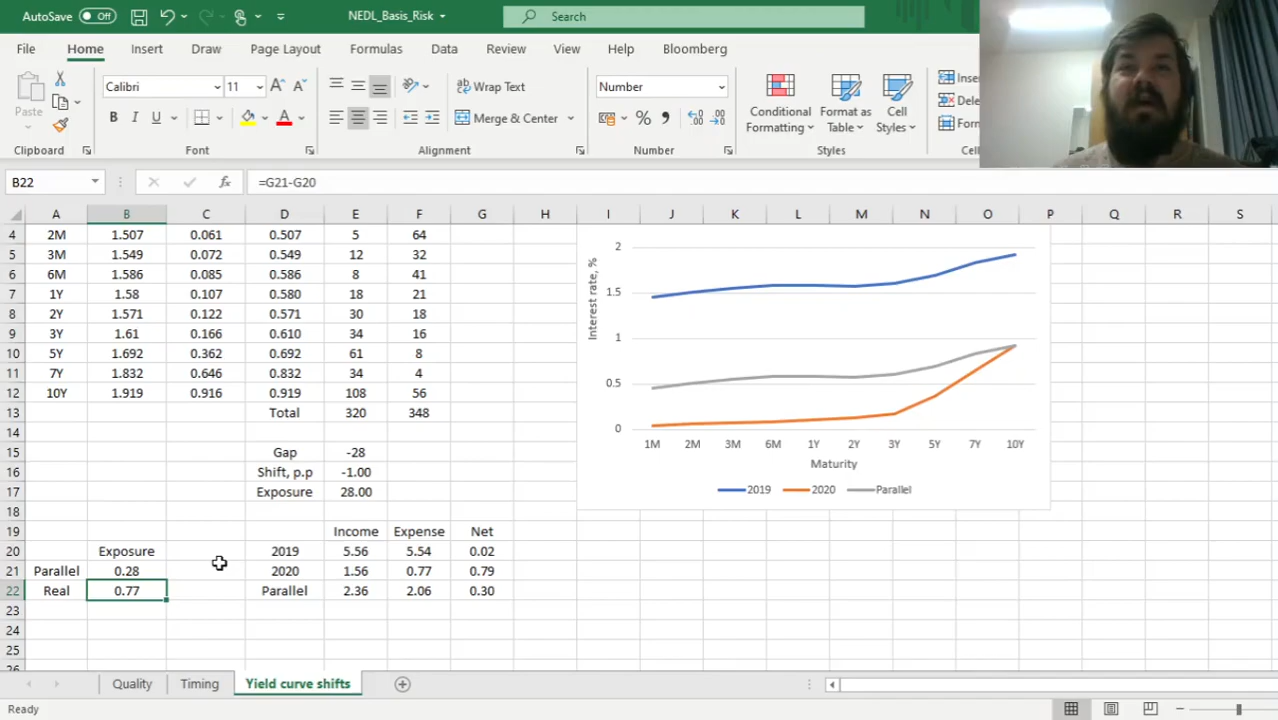 AutoSave Off NEDL_Basis_Risk Search
File Home Insert Draw Page Layout Formulas Data Review View Help Bloomberg
Calibri 11 Wrap Text Number
Paste B I U Merge & Center Conditional Formatting Format as Table Cell Styles
Clipboard Font Alignment Number Styles
B22 fx =G21-G20
A B C D E F G H I J K L M N O P Q R S
4 2M 1.507 0.061 0.507 5 64
5 3M 1.549 0.072 0.549 12 32
6 6M 1.586 0.085 0.586 8 41
7 1Y 1.58 0.107 0.580 18 21
8 2Y 1.571 0.122 0.571 30 18
9 3Y 1.61 0.166 0.610 34 16
10 5Y 1.692 0.362 0.692 61 8
11 7Y 1.832 0.646 0.832 34 4
12 10Y 1.919 0.916 0.919 108 56
13 Total 320 348
14
15 Gap -28
16 Shift, p.p -1.00
17 Exposure 28.00
18
19 Income Expense Net
20 Exposure 2019 5.56 5.54 0.02
21 Parallel 0.28 2020 1.56 0.77 0.79
22 Real 0.77 Parallel 2.36 2.06 0.30
23
24
25
Interest rate, %
2
1.5
1
0.5
0
1M 2M 3M 6M 1Y 2Y 3Y 5Y 7Y 10Y
Maturity
2019 2020 Parallel
Quality Timing Yield curve shifts
Ready